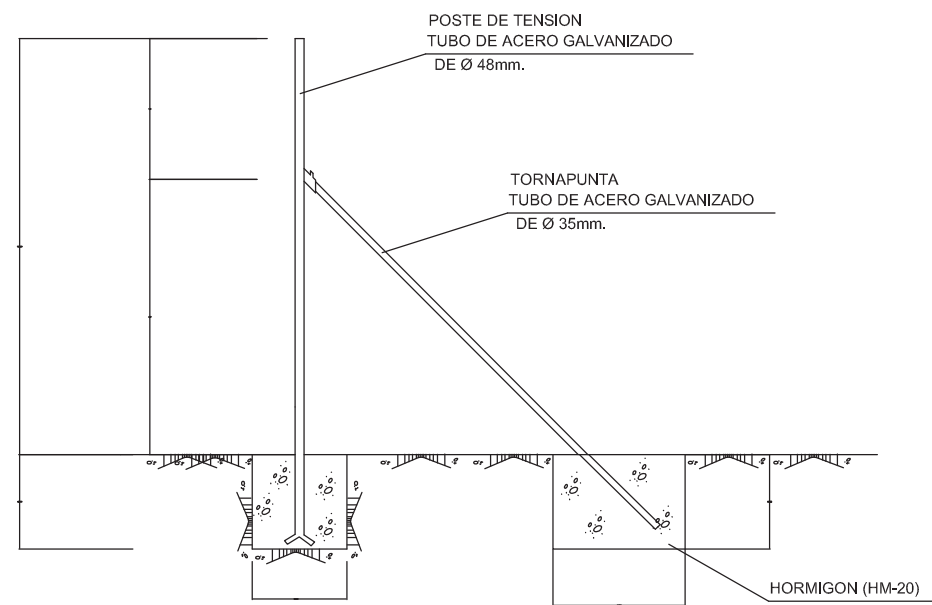 POSTE DE TENSION
TUBO DE ACERO GALVANIZADO
DE Ø 48mm.
TORNAPUNTA
TUBO DE ACERO GALVANIZADO
DE Ø 35mm.
HORMIGON (HM-20)